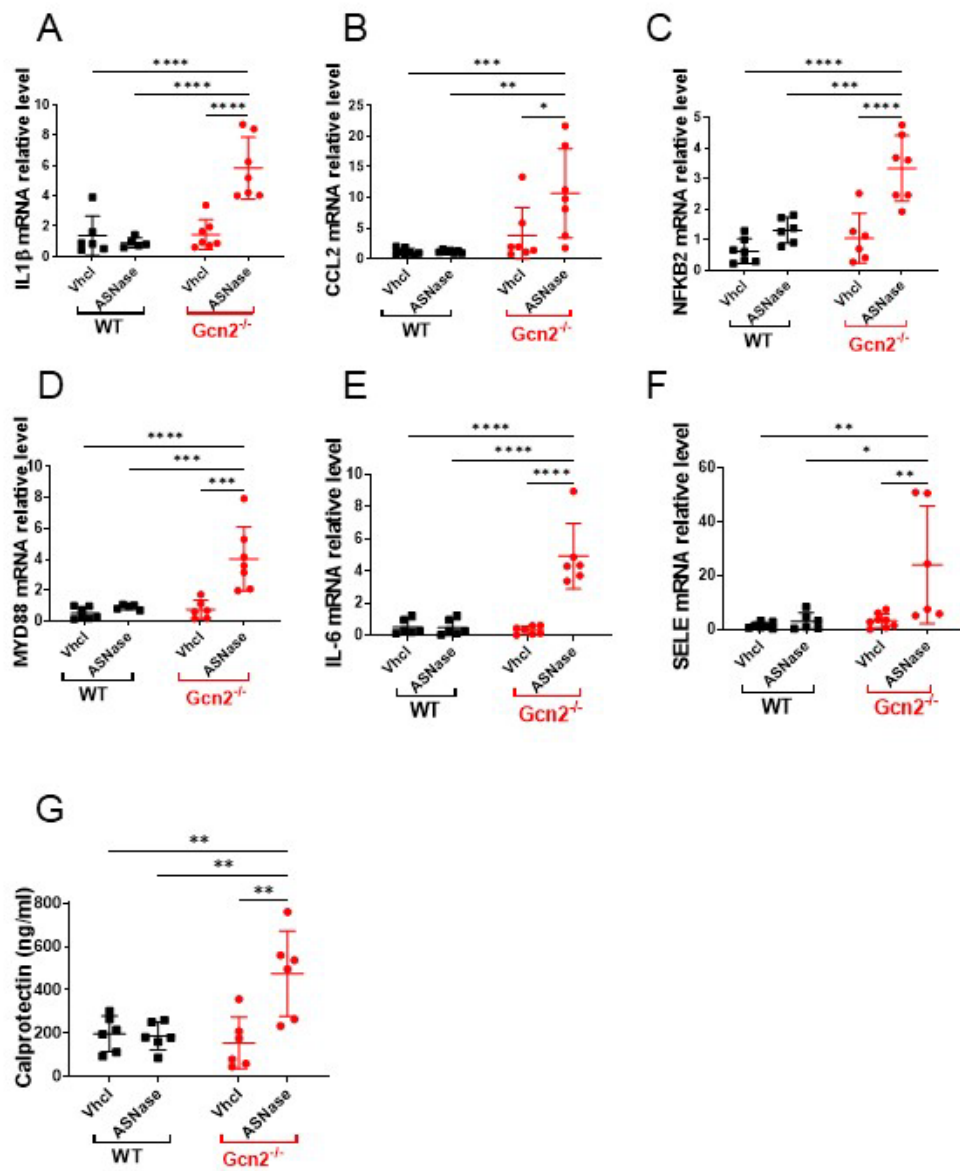 A
****
****
****
IL1β mRNA relative level
10
8
6
4
2
0
Vhcl
ASNase
Vhcl
ASNase
WT
Gcn2-/-
B
***
**
*
CCL2 mRNA relative level
25
20
15
10
5
0
Vhcl
ASNase
Vhcl
ASNase
WT
Gcn2-/-
C
****
***
****
NFKB2 mRNA relative level
5
4
3
2
1
0
Vhcl
ASNase
Vhcl
ASNase
WT
Gcn2-/-
D
****
***
***
MYD88 mRNA relative level
10
8
6
4
2
0
Vhcl
ASNase
Vhcl
ASNase
WT
Gcn2-/-
E
****
****
****
IL-6 mRNA relative level
10
8
6
4
2
0
Vhcl
ASNase
Vhcl
ASNase
WT
Gcn2-/-
F
**
*
**
SELE mRNA relative level
60
40
20
0
Vhcl
ASNase
Vhcl
ASNase
WT
Gcn2-/-
G
**
**
**
Calprotectin (ng/ml)
800
600
400
200
0
Vhcl
ASNase
Vhcl
ASNase
WT
Gcn2-/-